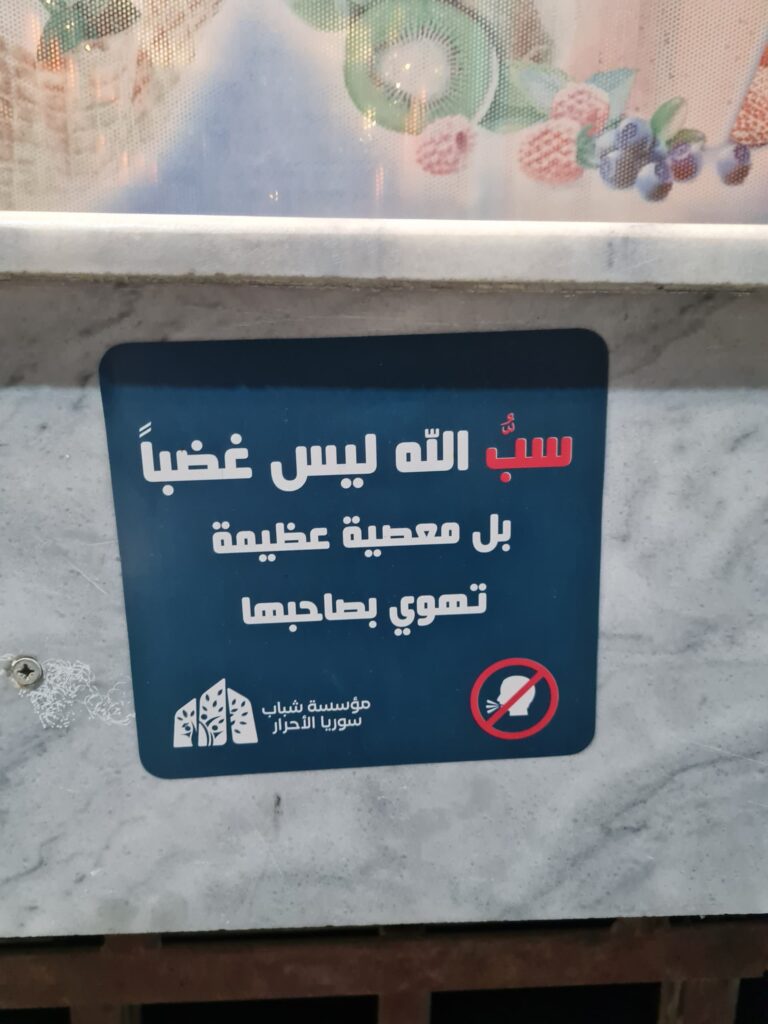 سبُّ الله ليس غضباً
بل معصية عظيمة
تهوي بصاحبها
مؤسسة شباب
سوريا الأحرار